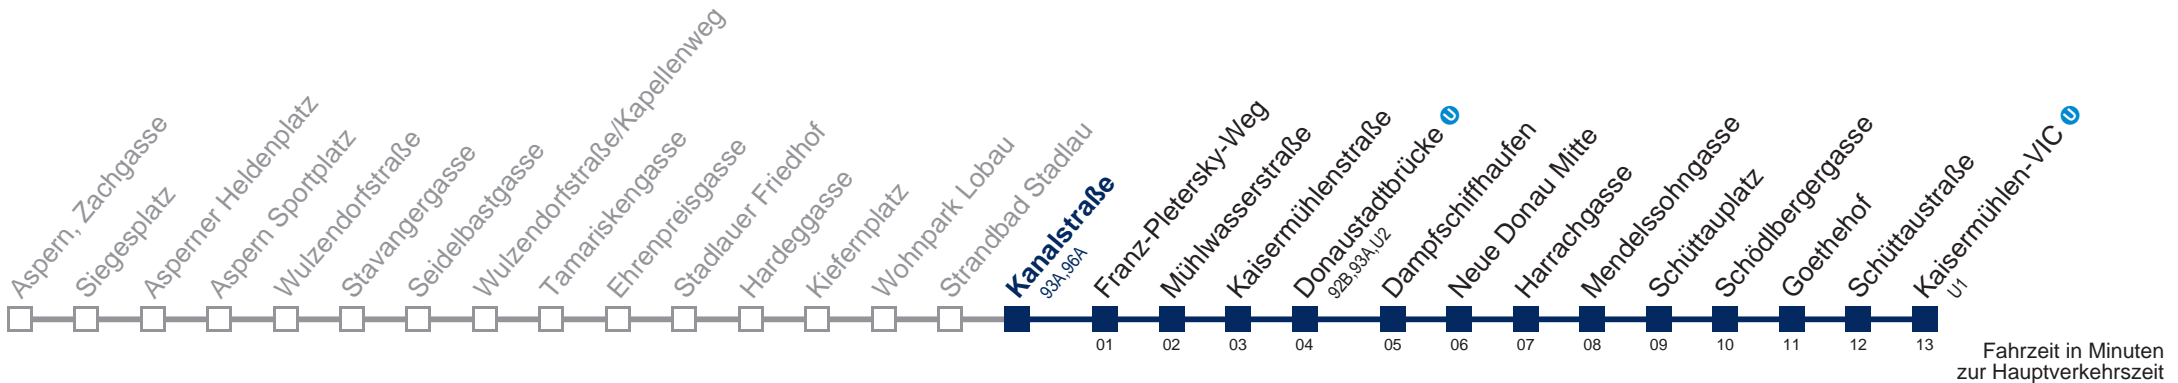 Aspern, Zachgasse
Siegesplatz
Asperner Heldenplatz
Aspern Sportplatz
Wulzendorfstraße
Stavangergasse
Seidelbastgasse
Wulzendorfstraße/Kapellenweg
Tamariskengasse
Ehrenpreisgasse
Stadlauer Friedhof
Hardeggasse
Kiefernplatz
Wohnpark Lobau
Strandbad Stadlau
Kanalstraße
93A,96A
Franz-Pletersky-Weg
Mühlwasserstraße
Kaisermühlenstraße
Donaustadtbrücke U
92B,93A,U2
Dampfschiffhaufen
Neue Donau Mitte
Harrachgasse
Mendelssohngasse
Schüttauplatz
Schödlbergergasse
Goethehof
Schüttaustraße
Kaisermühlen-VIC U
U1
01 02 03 04 05 06 07 08 09 10 11 12 13
Fahrzeit in Minuten
zur Hauptverkehrszeit